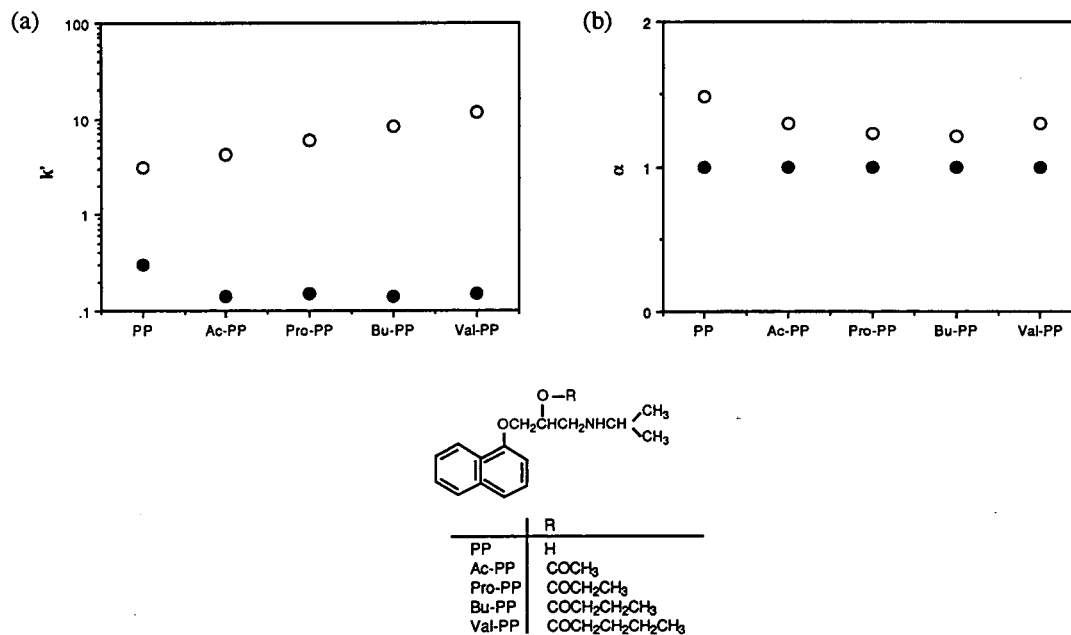 (a)
100
10
1
.1
k'
PP Ac-PP Pro-PP Bu-PP Val-PP
(b)
2
1
0
α
PP Ac-PP Pro-PP Bu-PP Val-PP
O—R
OCH₂CHCH₂NHCH
CH₃
CH₃
R
PP H
Ac-PP COCH₃
Pro-PP COCH₂CH₃
Bu-PP COCH₂CH₂CH₃
Val-PP COCH₂CH₂CH₂CH₃